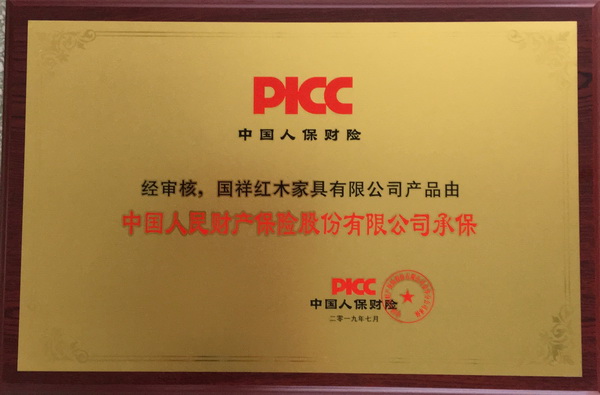 PICC
中国人保财险
经审核，国祥红木家具有限公司产品由
中国人民财产保险股份有限公司承保
PICC
中国人保财险
二零一九年七月